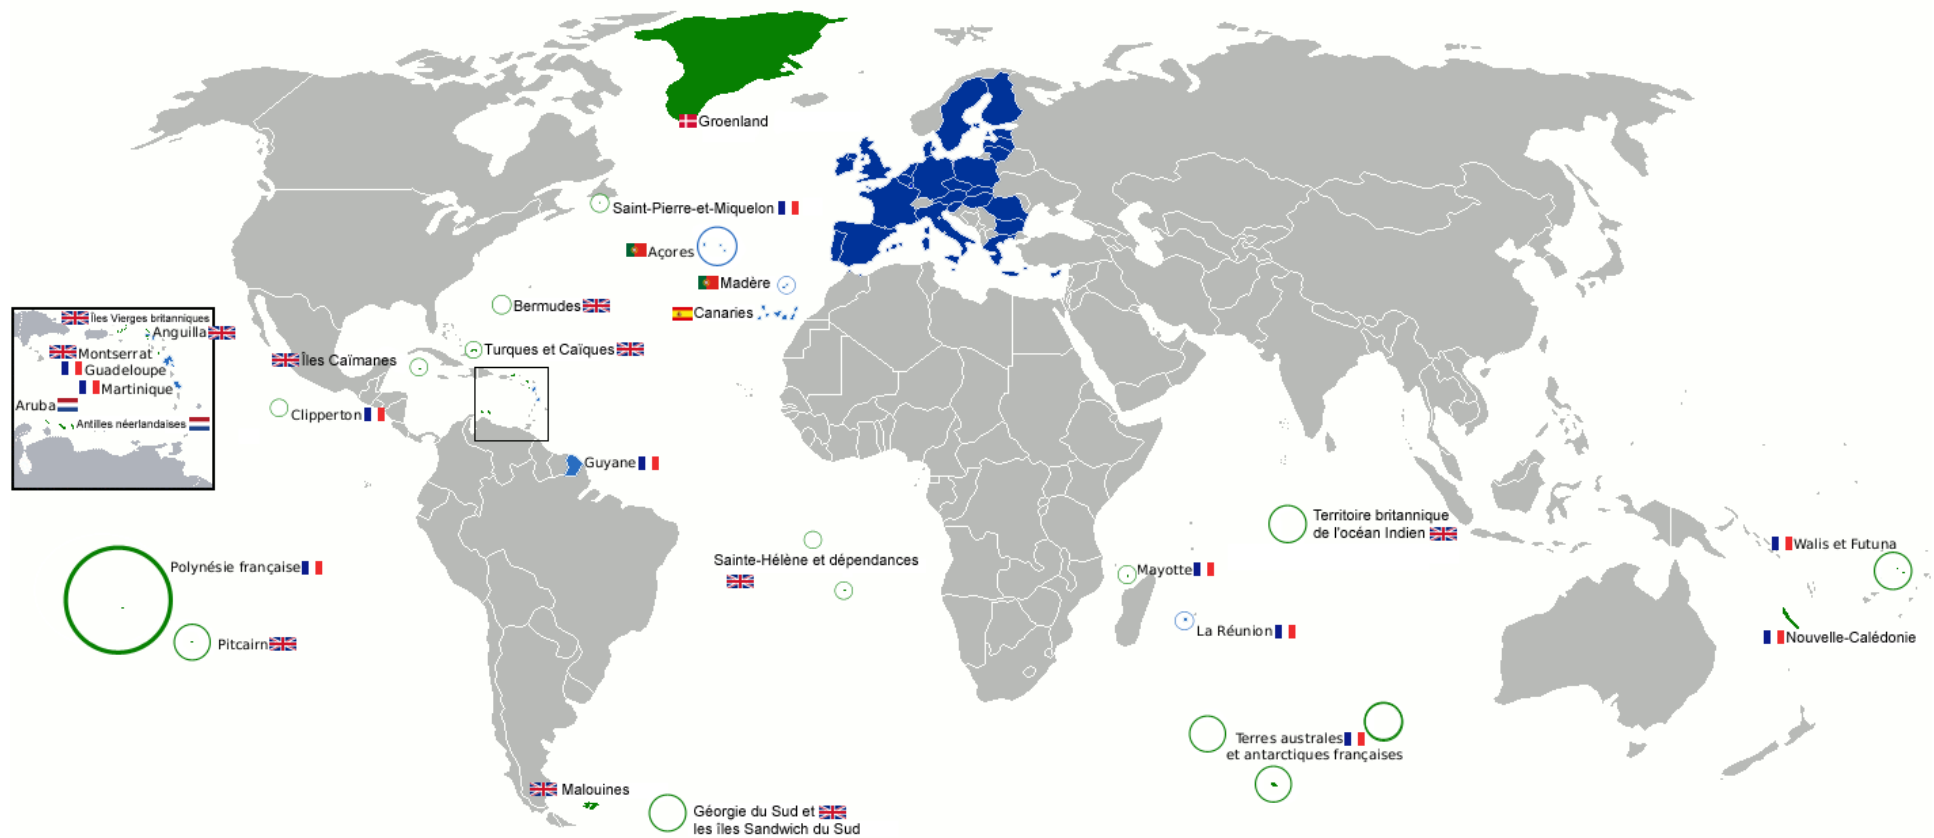 Groenland
Saint-Pierre-et-Miquelon
Açores
Madère
Canaries
Bermudes
Turques et Caïques
Îles Caïmanes
Clipperton
Îles Vierges britanniques
Anguilla
Montserrat
Guadeloupe
Martinique
Aruba
Antilles néerlandaises
Guyane
Territoire britannique
de l'océan Indien
Walis et Futuna
Sainte-Hélène et dépendances
Polynésie française
Mayotte
La Réunion
Pitcairn
Nouvelle-Calédonie
Terres australes
et antarctiques françaises
Malouines
Géorgie du Sud et
les îles Sandwich du Sud